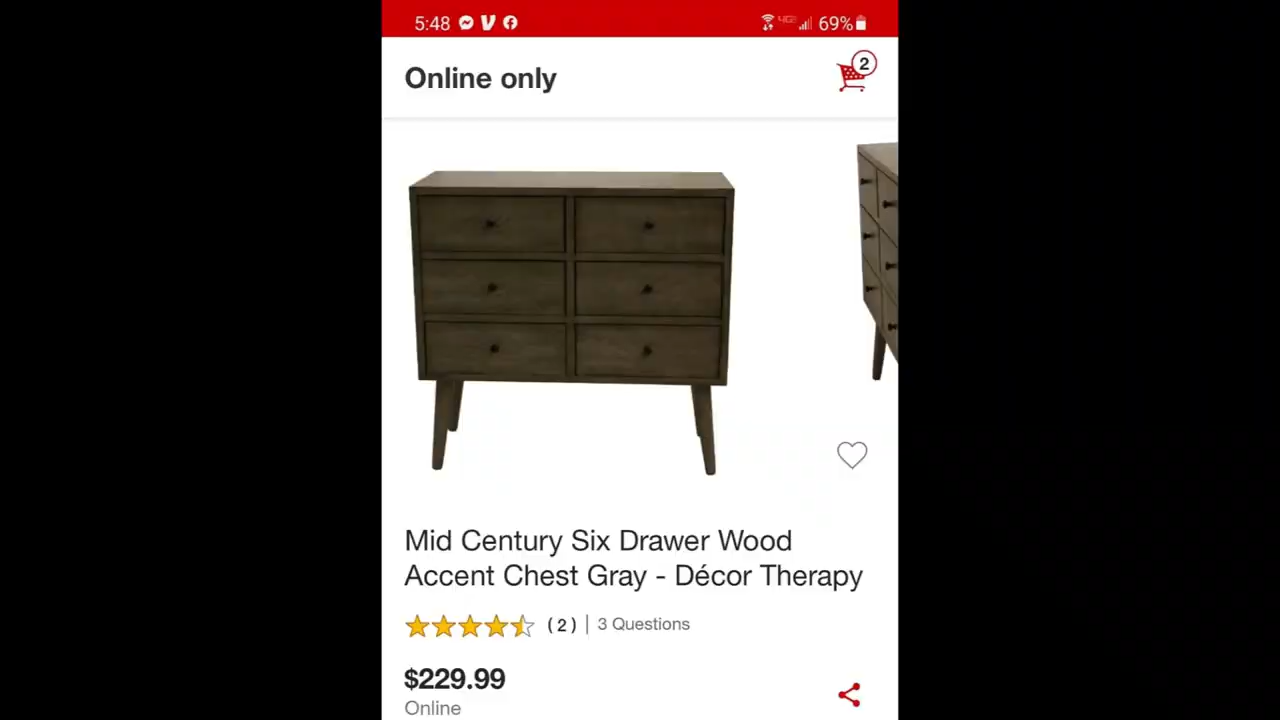 5:48 69%
Online only
2
Mid Century Six Drawer Wood
Accent Chest Gray - Décor Therapy
(2) | 3 Questions
$229.99
Online